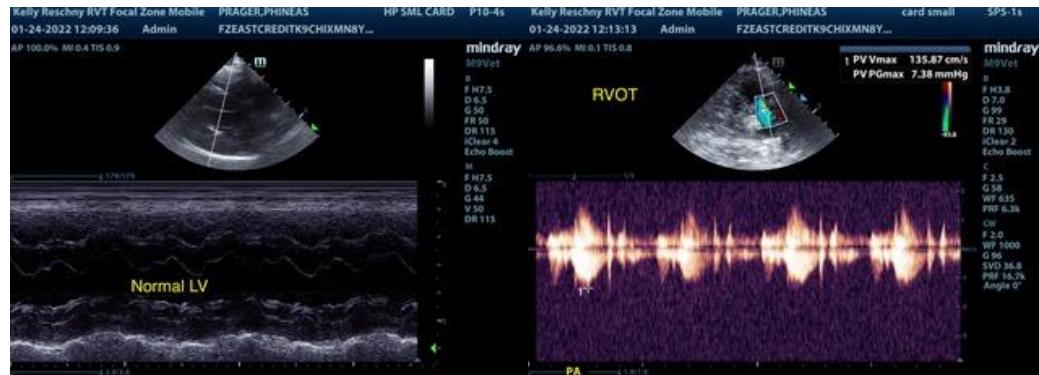 Kelly Reschny RVT Focal Zone Mobile PRAGER,PHINEAS HP SML CARD P10-4s
01-24-2022 12:09:36 Admin FZEASTCREDITK9CHIXMN8Y...
AP 100.0% MI 0.4 TIS 0.9
mindray
M9Vet
m
B
F H7.5
D 6.5
G 50
FR 50
DR 115
iClear 4
Echo Boost
M
F H7.5
D 6.5
G 44
V 50
DR 115
179/179
Normal LV
Kelly Reschny RVT Focal Zone Mobile PRAGER,PHINEAS card small SP5-1s
01-24-2022 12:13:13 Admin FZEASTCREDITK9CHIXMN8Y...
AP 96.6% MI 0.1 TIS 0.8
mindray
M9Vet
m
1 PV Vmax 135.87 cm/s
PV PGmax 7.38 mmHg
RVOT
B
F H3.8
D 7.0
G 99
FR 29
DR 130
iClear 2
Echo Boost
C
F 2.5
G 58
WF 635
PRF 6.3k
CW
F 2.0
WF 1000
G 96
SVD 36.8
PRF 16.7k
Angle 0°
1/1
1
PA